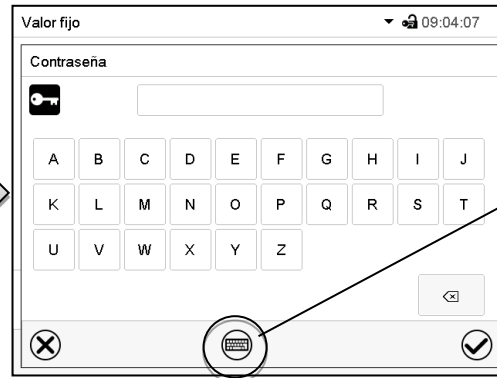 Valor fijo 09:04:07
Contraseña
A B C D E F G H I J
K L M N O P Q R S T
U V W X Y Z